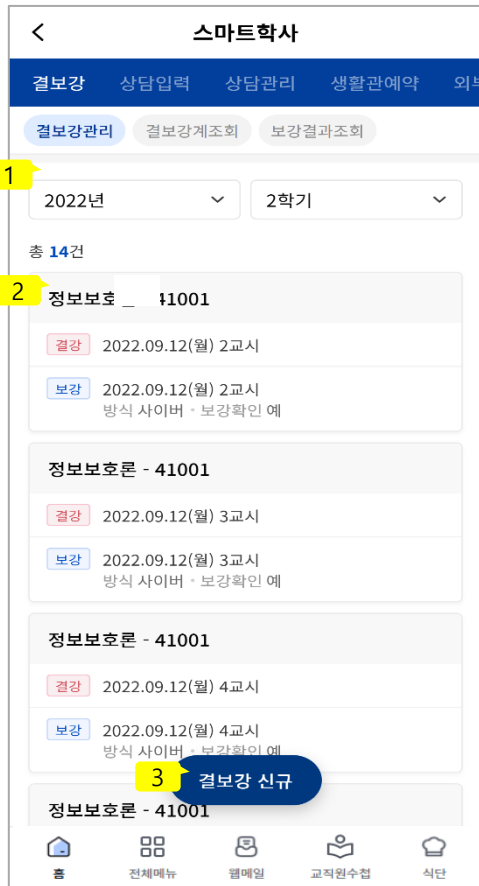 스마트학사
결보강 상담입력 상담관리 생활관예약 외부
결보강관리 결보강계조회 보강결과조회
1
2022년 2학기
총 14건
2
정보보호 41001
결강 2022.09.12(월) 2교시
보강 2022.09.12(월) 2교시
방식 사이버 • 보강확인 예
정보보호론 - 41001
결강 2022.09.12(월) 3교시
보강 2022.09.12(월) 3교시
방식 사이버 • 보강확인 예
정보보호론 - 41001
결강 2022.09.12(월) 4교시
보강 2022.09.12(월) 4교시
방식 사이버 • 보강확인 예
3 결보강 신규
정보보호론 - 41001
홈 전체메뉴 웹메일 교직원수첩 식단